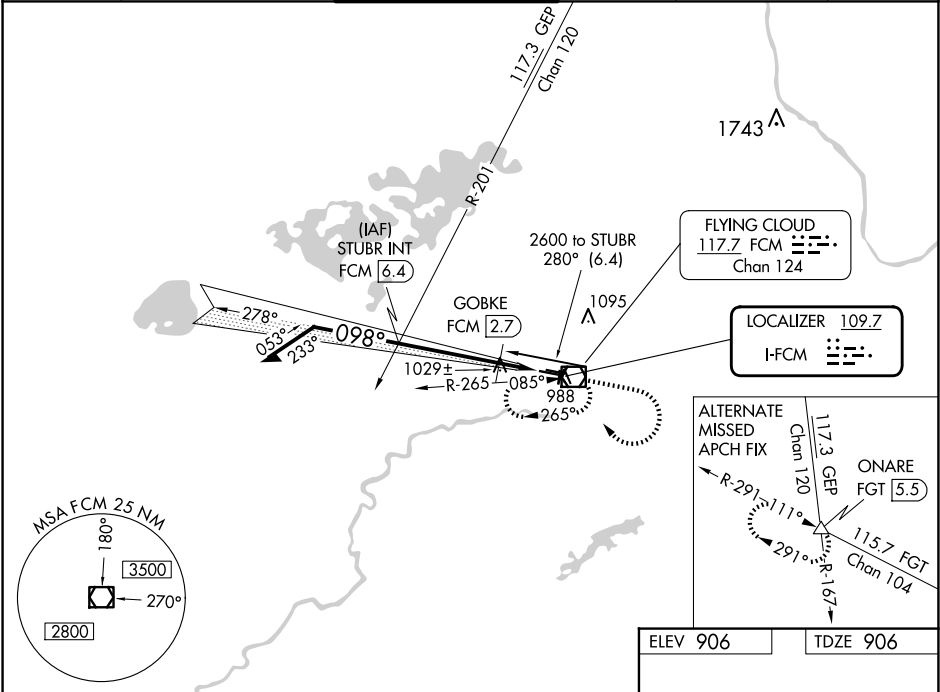 117.3 GEP
Chan 120
R-201
1743
(IAF)
STUBR INT
FCM 6.4
2600 to STUBR
280° (6.4)
FLYING CLOUD
117.7 FCM
Chan 124
GOBKE
FCM 2.7
1095
LOCALIZER 109.7
I-FCM
278°
053°
233°
098°
1029±
R-265
085°
988
265°
ALTERNATE
MISSED
APCH FIX
117.3 GEP
Chan 120
ONARE
FGT 5.5
R-291
111°
291°
115.7 FGT
Chan 104
R-167
MSA FCM 25 NM
180°
3500
270°
2800
ELEV 906
TDZE 906